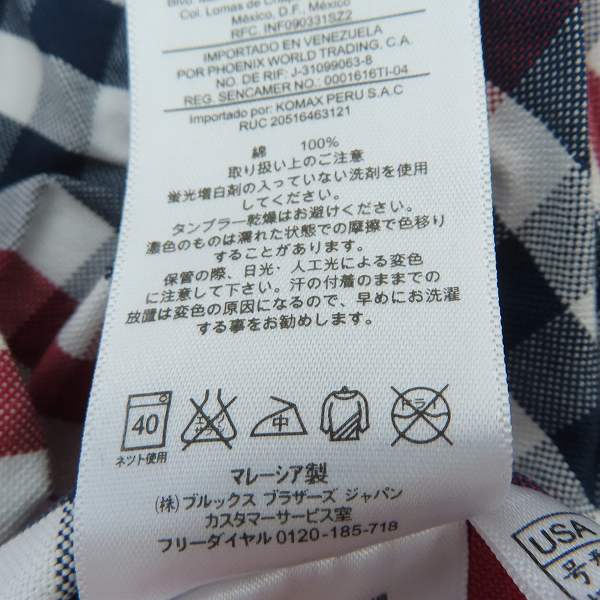 Col. Lomas de
México, D.F. México
RFC. INF090331SZ2
IMPORTADO EN VENEZUELA
POR PHOENIX WORLD TRADING, C.A.
NO. DE RIF: J-31099063-8
REG. SENCAMER NO.: 0001616TI-04
Importado por: KOMAX PERU S.A.C
RUC 20516463121
綿 100%
取り扱い上のご注意
蛍光増白剤の入っていない洗剤を使用
してください。
タンブラー乾燥はお避けください。
濃色のものは濡れた状態での摩擦で色移り
することがあります。
保管の際、日光・人工光による変色
に注意して下さい。汗の付着のままでの
放置は変色の原因になるので、早めにお洗濯
する事をお勧めします。
40
中
ドライ
ネット使用
マレーシア製
(株)ブルックス ブラザーズ ジャパン
カスタマーサービス室
フリーダイヤル 0120-185-718
USA
号